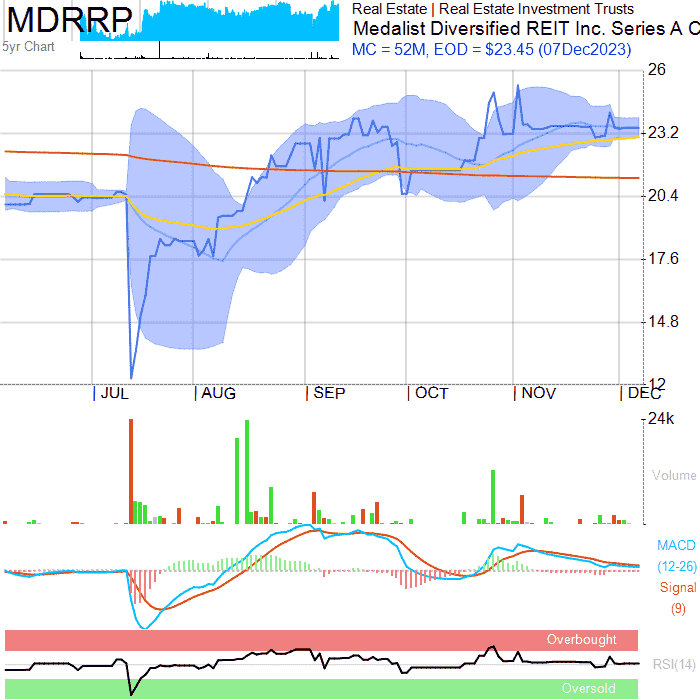 MDRRP
5yr Chart
Real Estate | Real Estate Investment Trusts
Medalist Diversified REIT Inc. Series A C
MC = 52M, EOD = $23.45 (07Dec2023)
26
23.2
20.4
17.6
14.8
12
JUL AUG SEP OCT NOV DEC
24k
Volume
MACD
(12-26)
Signal
(9)
Overbought
RSI(14)
Oversold